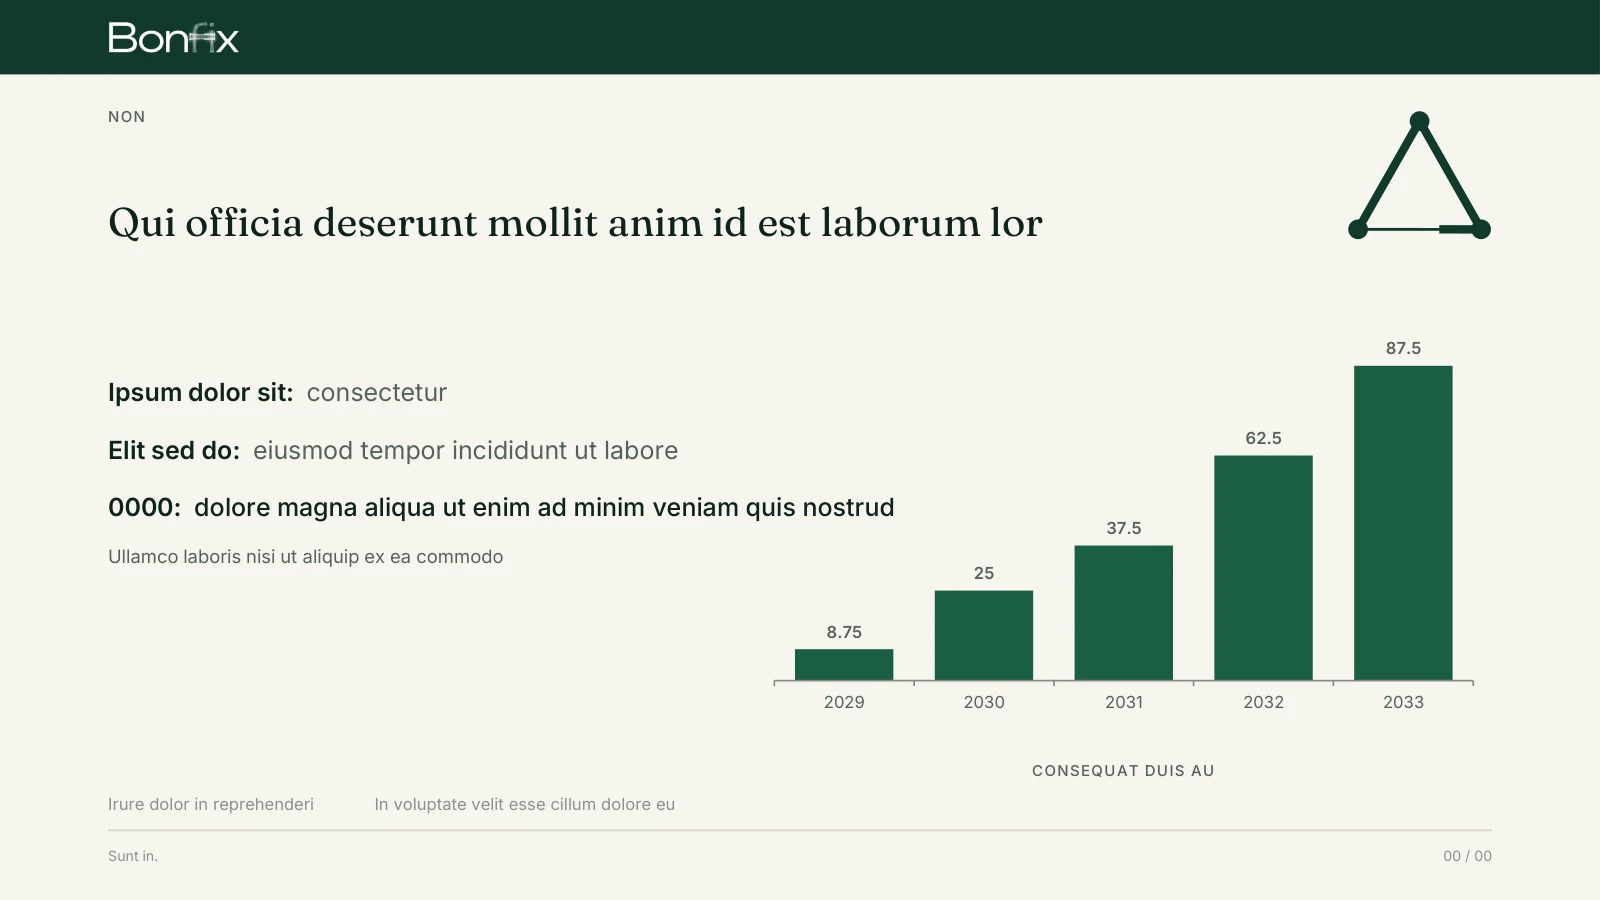 Bonfix
NON
Qui officia deserunt mollit anim id est laborum lor
Ipsum dolor sit: consectetur
Elit sed do: eiusmod tempor incididunt ut labore
0000: dolore magna aliqua ut enim ad minim veniam quis nostrud
Ullamco laboris nisi ut aliquip ex ea commodo
87.5
62.5
37.5
25
8.75
2029 2030 2031 2032 2033
CONSEQUAT DUIS AU
Irure dolor in reprehenderi In voluptate velit esse cillum dolore eu
Sunt in. 00 / 00